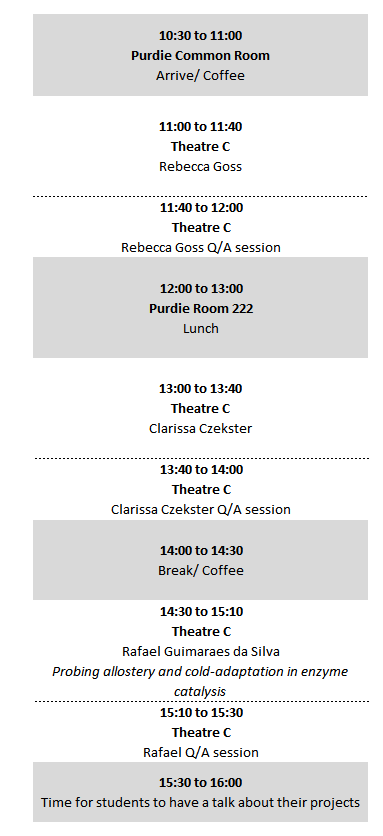 10:30 to 11:00
Purdie Common Room
Arrive/ Coffee
11:00 to 11:40
Theatre C
Rebecca Goss
11:40 to 12:00
Theatre C
Rebecca Goss Q/A session
12:00 to 13:00
Purdie Room 222
Lunch
13:00 to 13:40
Theatre C
Clarissa Czekster
13:40 to 14:00
Theatre C
Clarissa Czekster Q/A session
14:00 to 14:30
Break/ Coffee
14:30 to 15:10
Theatre C
Rafael Guimaraes da Silva
Probing allostery and cold-adaptation in enzyme
catalysis
15:10 to 15:30
Theatre C
Rafael Q/A session
15:30 to 16:00
Time for students to have a talk about their projects